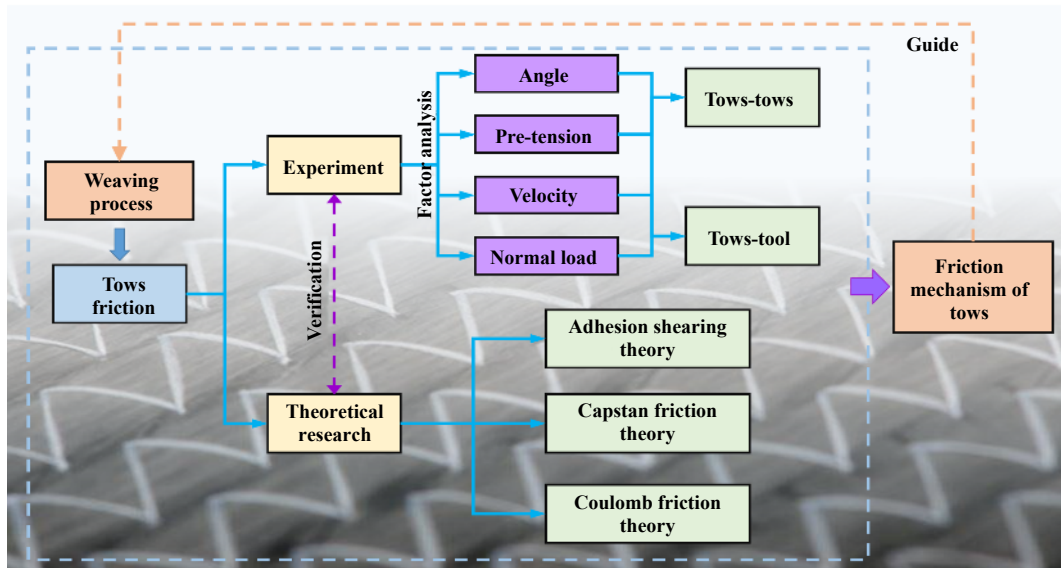 Guide
Weaving
process
Tows
friction
Experiment
Verification
Theoretical
research
Factor analysis
Angle
Pre-tension
Velocity
Normal load
Tows-tows
Tows-tool
Adhesion shearing
theory
Capstan friction
theory
Coulomb friction
theory
Friction
mechanism of
tows